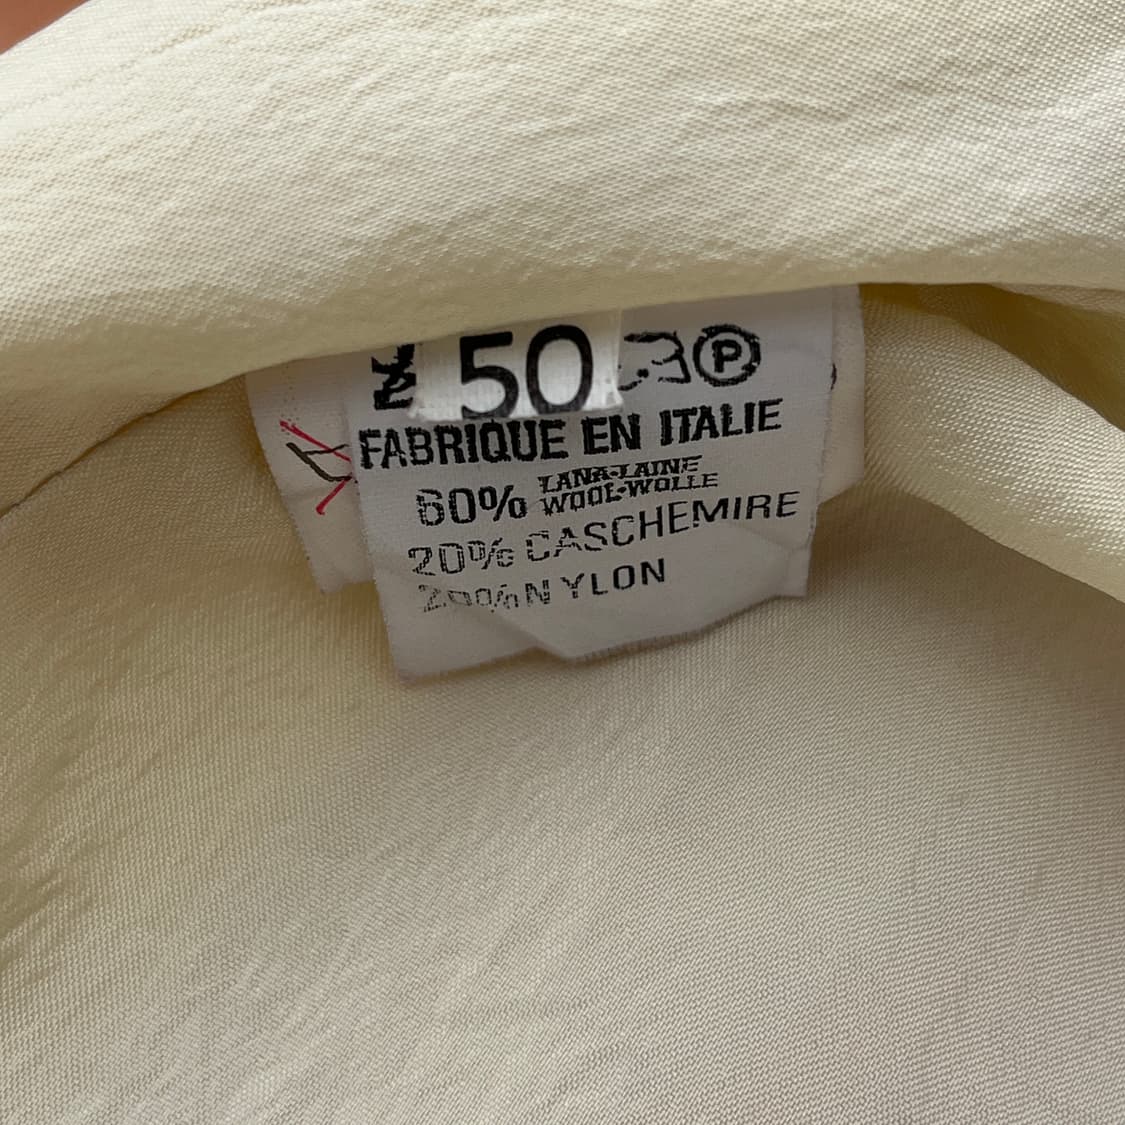 50 P
FABRIQUE EN ITALIE
60% LANA-LAINE
WOOL-WOLLE
20% CASCHEMIRE
20% NYLON